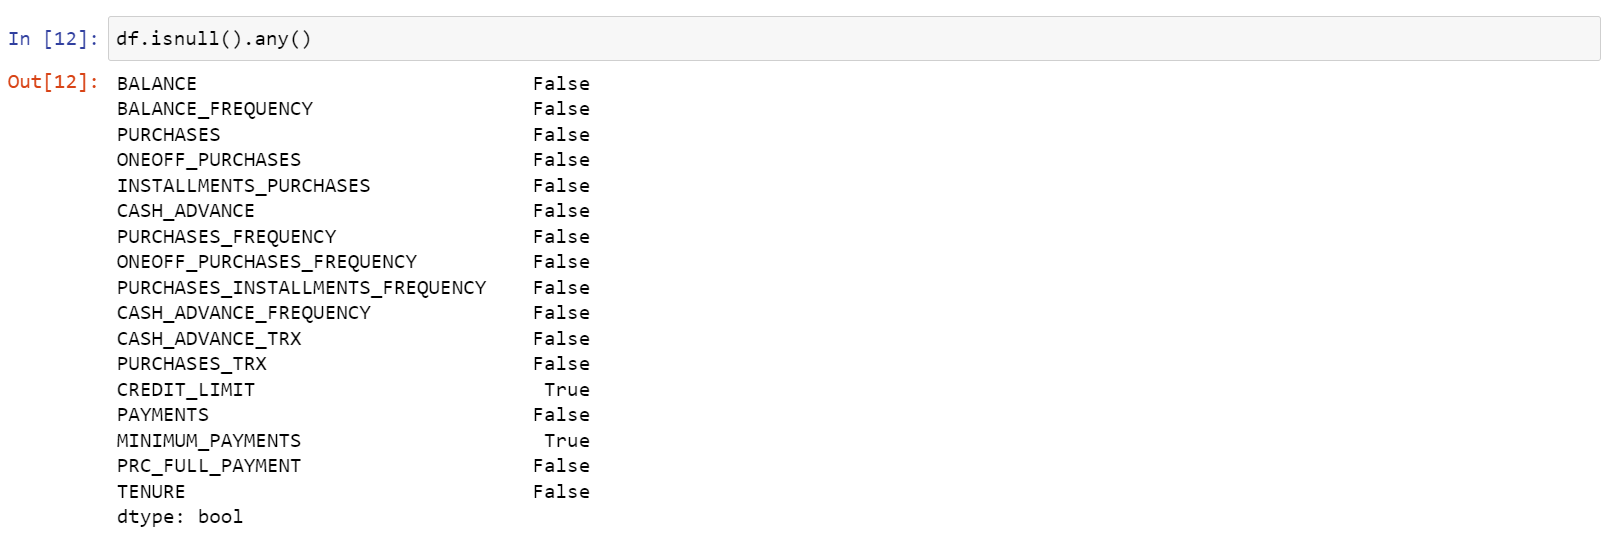 In [12]: df.isnull().any()
Out[12]: BALANCE False
BALANCE_FREQUENCY False
PURCHASES False
ONEOFF_PURCHASES False
INSTALLMENTS_PURCHASES False
CASH_ADVANCE False
PURCHASES_FREQUENCY False
ONEOFF_PURCHASES_FREQUENCY False
PURCHASES_INSTALLMENTS_FREQUENCY False
CASH_ADVANCE_FREQUENCY False
CASH_ADVANCE_TRX False
PURCHASES_TRX False
CREDIT_LIMIT True
PAYMENTS False
MINIMUM_PAYMENTS True
PRC_FULL_PAYMENT False
TENURE False
dtype: bool